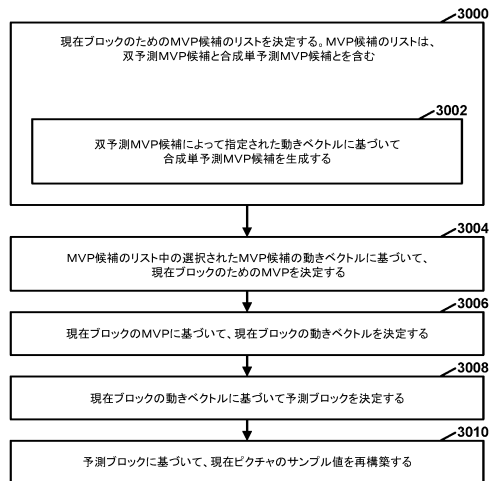 3000
現在ブロックのためのMVP候補のリストを決定する。MVP候補のリストは、
双予測MVP候補と合成単予測MVP候補とを含む
3002
双予測MVP候補によって指定された動きベクトルに基づいて
合成単予測MVP候補を生成する
3004
MVP候補のリスト中の選択されたMVP候補の動きベクトルに基づいて、
現在ブロックのためのMVPを決定する
3006
現在ブロックのMVPに基づいて、現在ブロックの動きベクトルを決定する
3008
現在ブロックの動きベクトルに基づいて予測ブロックを決定する
3010
予測ブロックに基づいて、現在ピクチャのサンプル値を再構築する